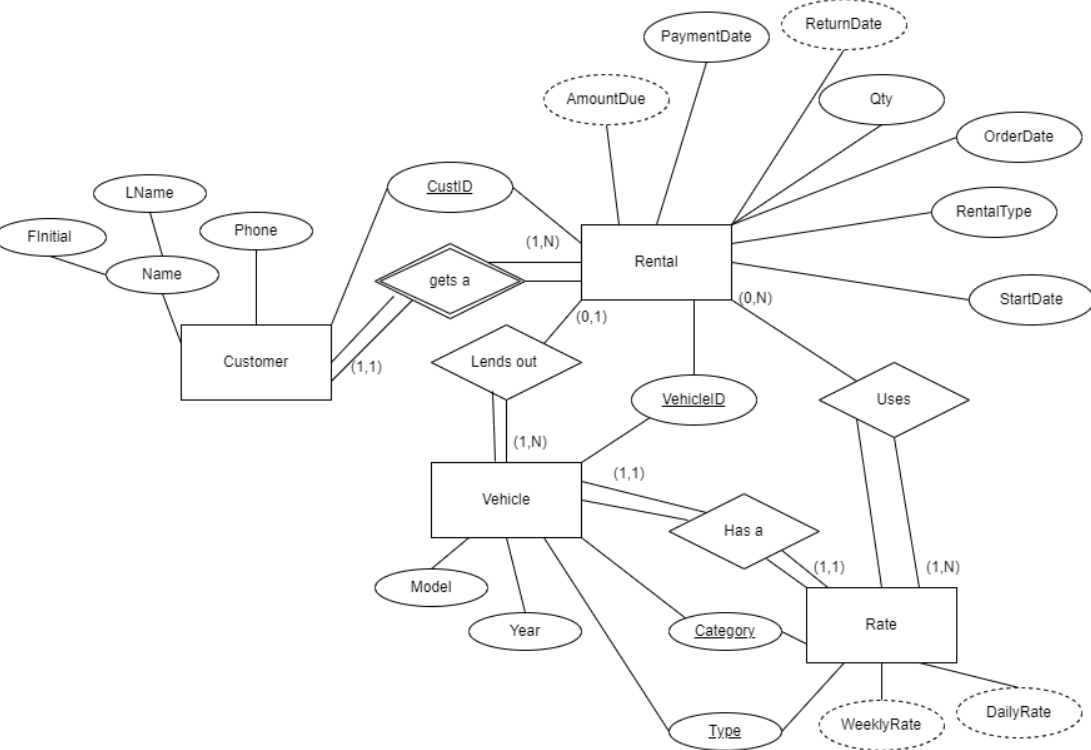 ReturnDate
PaymentDate
AmountDue
Qty
OrderDate
CustID
LName
RentalType
FInitial
Phone
(1,N)
Name
gets a
Rental
(0,N)
StartDate
(0,1)
Customer
(1,1)
Lends out
VehicleID
Uses
(1,N)
(1,1)
Vehicle
Has a
(1,1)
(1,N)
Model
Year
Category
Rate
Type
WeeklyRate
DailyRate